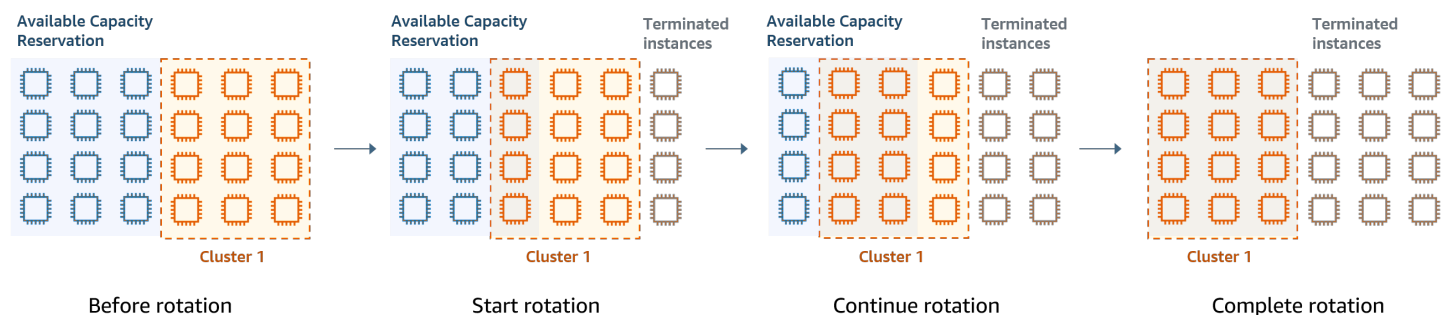 Available Capacity
Reservation
Cluster 1
Before rotation
Available Capacity
Reservation
Terminated
instances
Cluster 1
Start rotation
Available Capacity
Reservation
Terminated
instances
Cluster 1
Continue rotation
Terminated
instances
Cluster 1
Complete rotation